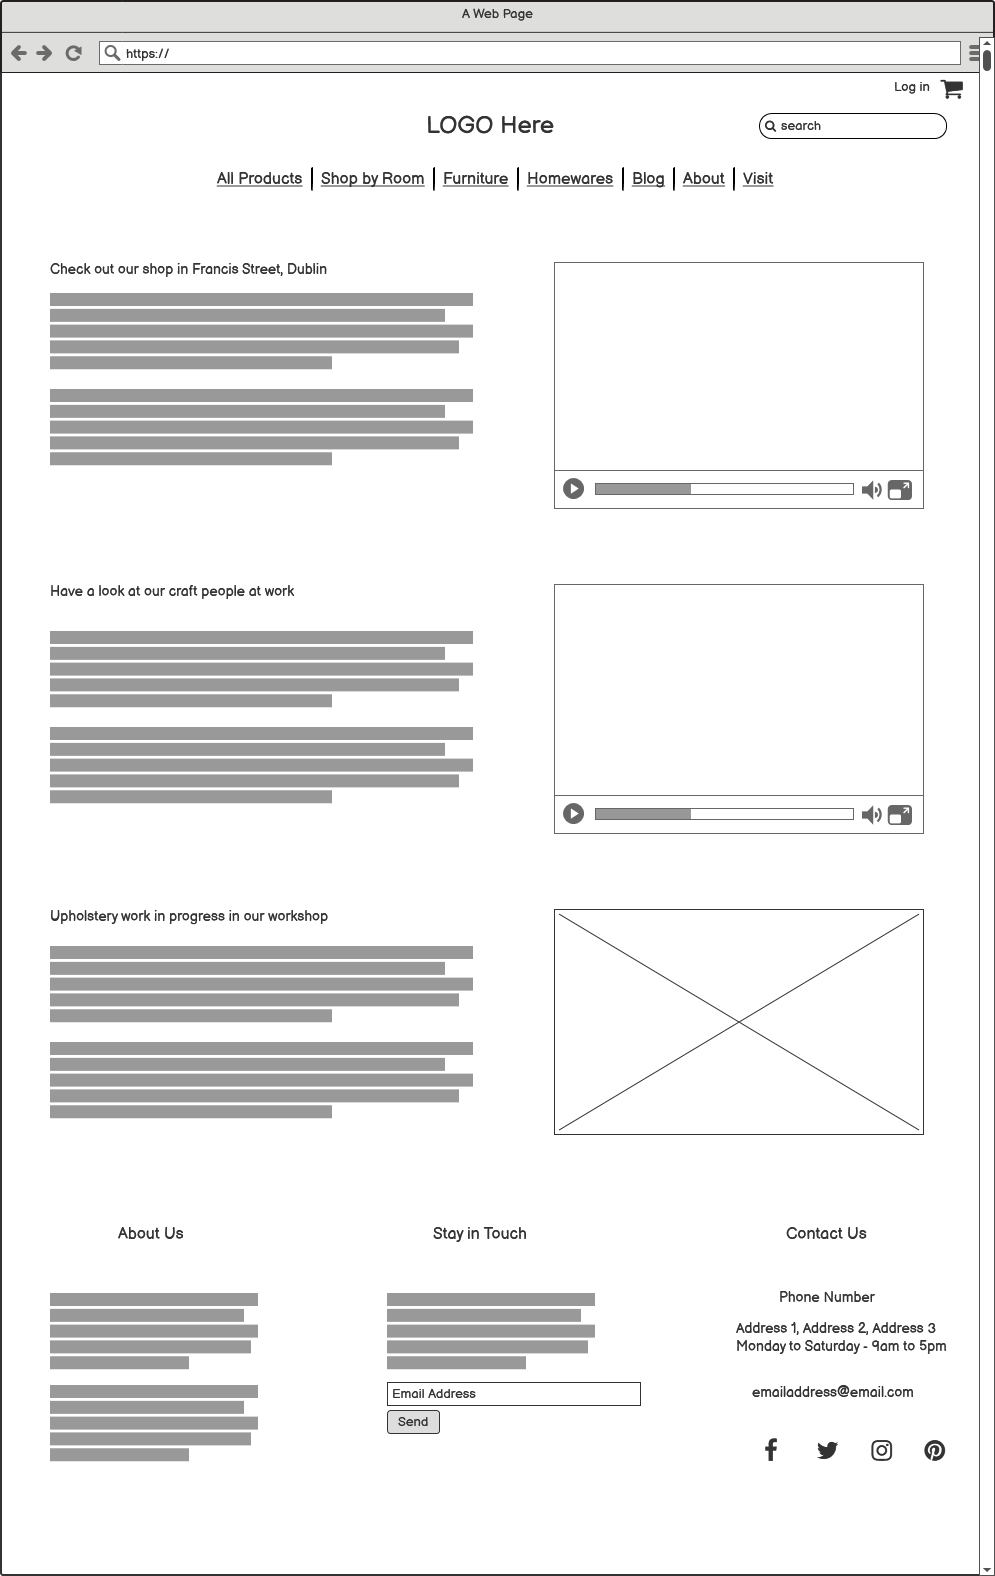 A Web Page
https://
Log in
LOGO Here
search
All Products Shop by Room Furniture Homewares Blog About Visit
Check out our shop in Francis Street, Dublin
Have a look at our craft people at work
Upholstery work in progress in our workshop
About Us
Stay in Touch
Email Address
Send
Contact Us
Phone Number
Address 1, Address 2, Address 3
Monday to Saturday - 9am to 5pm
emailaddress@email.com